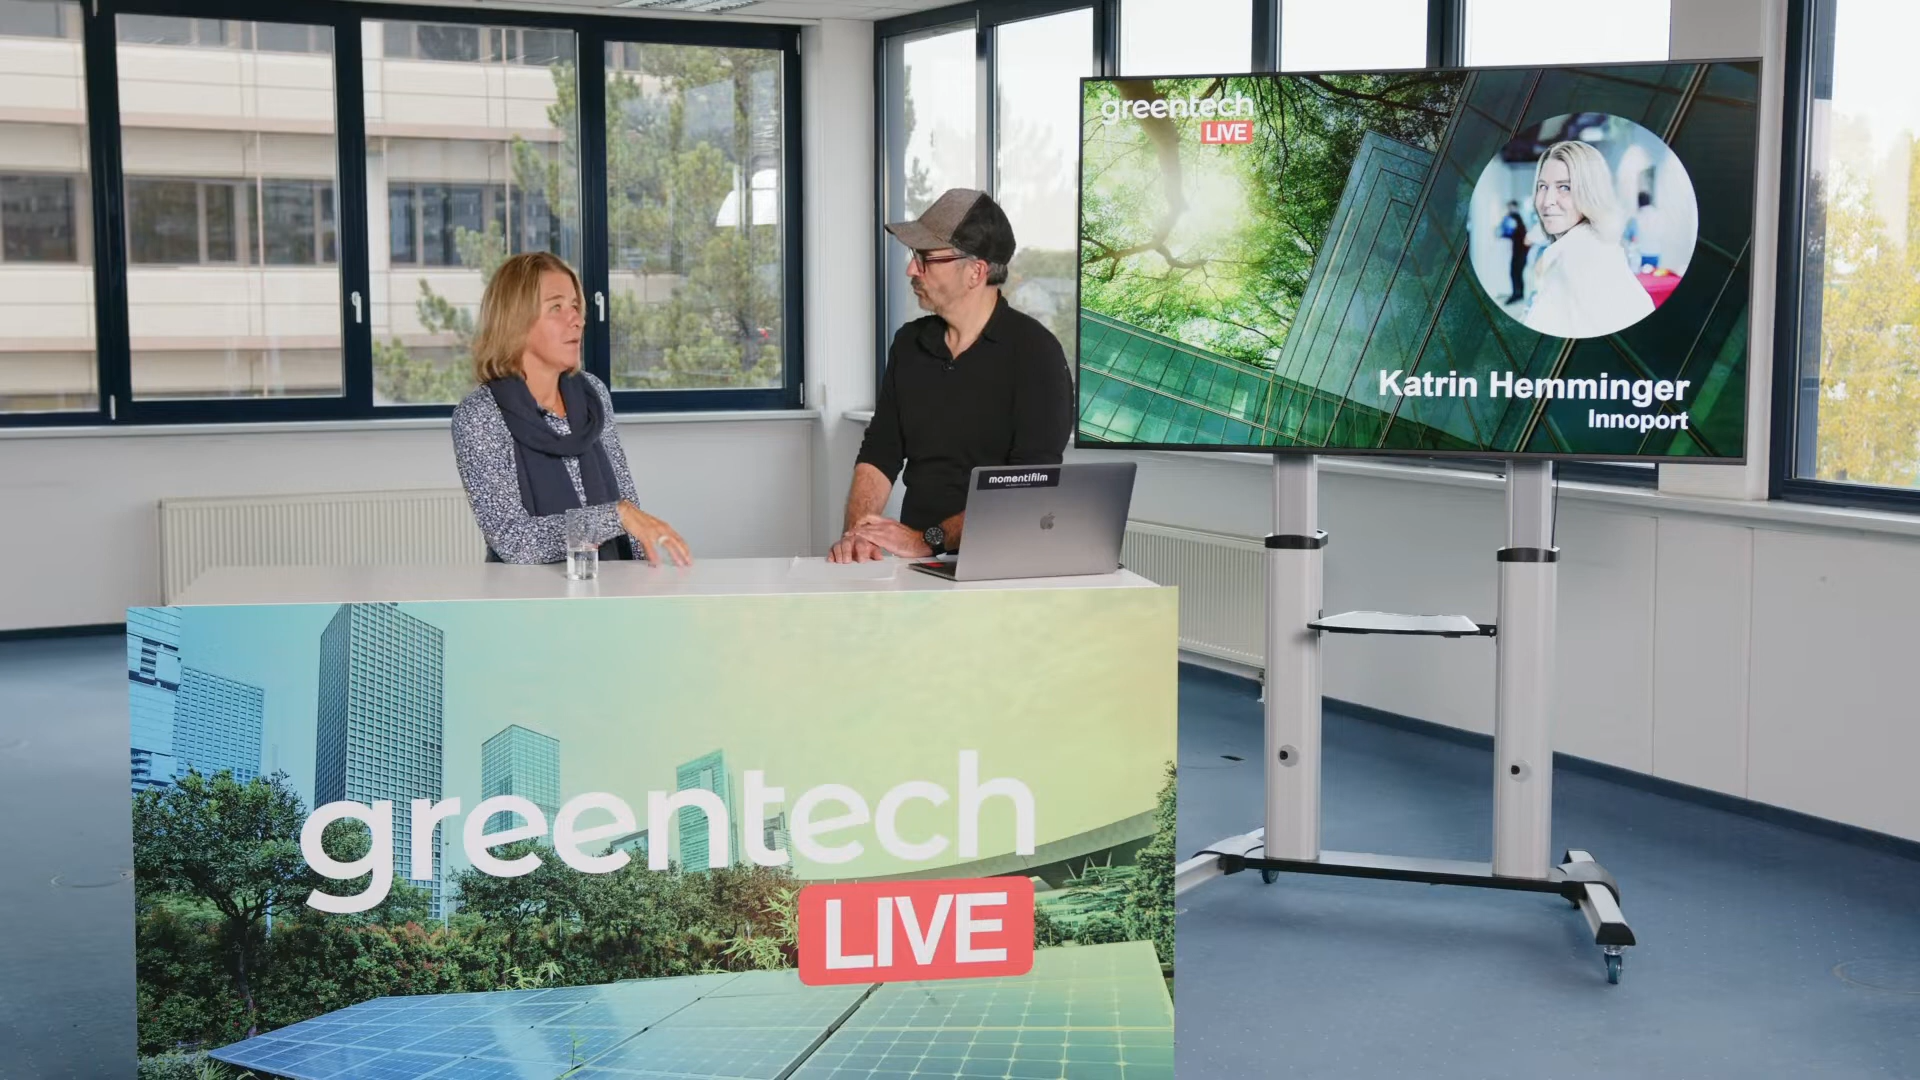 greentech
LIVE
Katrin Hemminger
Innoport
momentifilm
greentech
LIVE